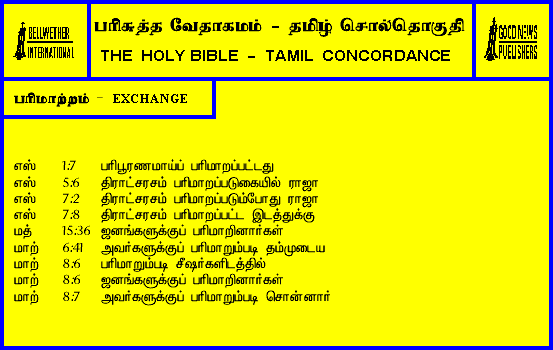 BELLWETHER
INTERNATIONAL
பரிசுத்த வேதாகமம் - தமிழ் சொல்தொகுதி
THE HOLY BIBLE - TAMIL CONCORDANCE
GOOD NEWS
PUBLISHERS
பரிமாற்றம் - EXCHANGE
எஸ் 1:7 பரிபூரணமாய்ப் பரிமாறப்பட்டது
எஸ் 5:6 திராட்சரசம் பரிமாறப்படுகையில் ராஜா
எஸ் 7:2 திராட்சரசம் பரிமாறப்படும்போது ராஜா
எஸ் 7:8 திராட்சரசம் பரிமாறப்பட்ட இடத்துக்கு
மத் 15:36 ஜனங்களுக்குப் பரிமாறினார்கள்
மாற் 6:41 அவர்களுக்குப் பரிமாறும்படி தம்முடைய
மாற் 8:6 பரிமாறும்படி சீஷர்களிடத்தில்
மாற் 8:6 ஜனங்களுக்குப் பரிமாறினார்கள்
மாற் 8:7 அவர்களுக்குப் பரிமாறும்படி சொன்னார்